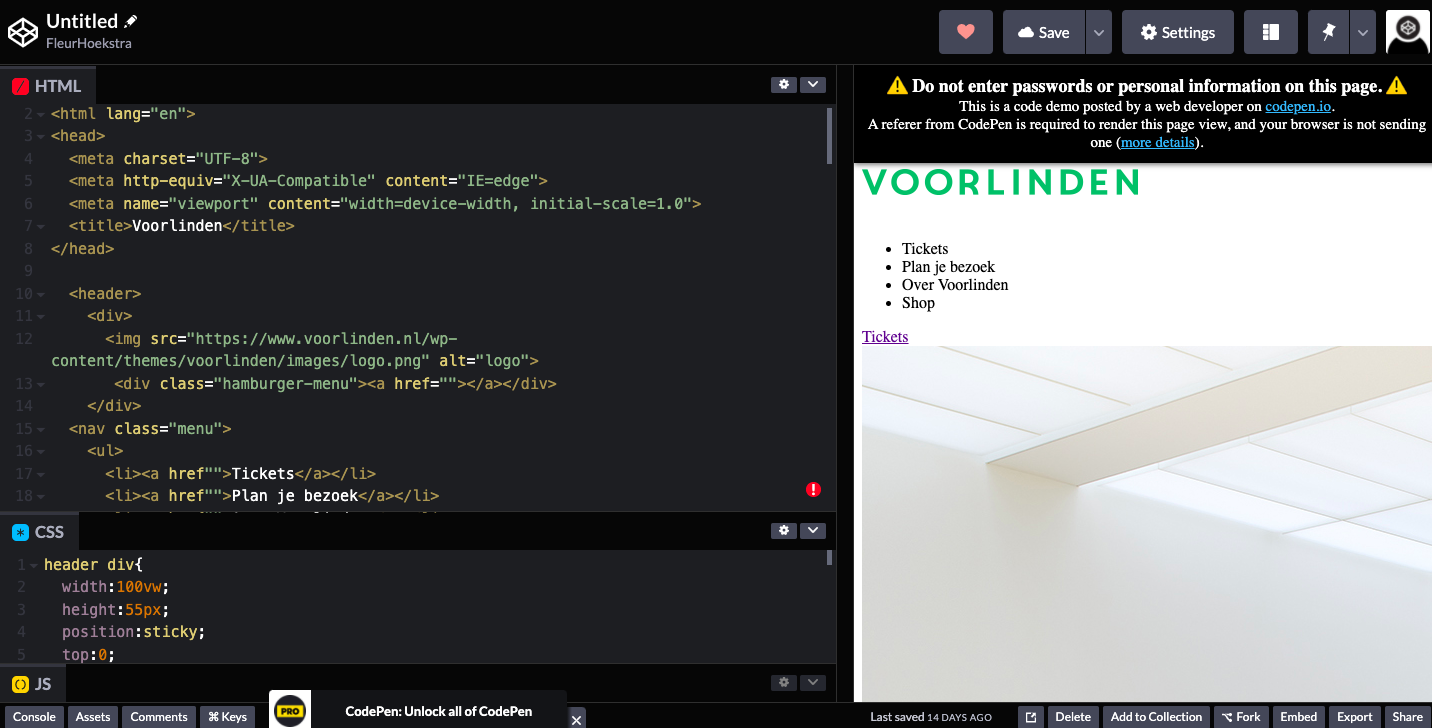 Untitled
FleurHoekstra
Save
Settings
HTML
2 <html lang="en">
3 <head>
4 <meta charset="UTF-8">
5 <meta http-equiv="X-UA-Compatible" content="IE=edge">
6 <meta name="viewport" content="width=device-width, initial-scale=1.0">
7 <title>Voorlinden</title>
8 </head>
9
10 <header>
11 <div>
12 <img src="https://www.voorlinden.nl/wp-
content/themes/voorlinden/images/logo.png" alt="logo">
13 <div class="hamburger-menu"><a href=""></a></div>
14 </div>
15 <nav class="menu">
16 <ul>
17 <li><a href"">Tickets</a></li>
18 <li><a href"">Plan je bezoek</a></li>
CSS
1 header div{
2 width:100vw;
3 height:55px;
4 position:sticky;
5 top:0;
JS
Do not enter passwords or personal information on this page.
This is a code demo posted by a web developer on codepen.io.
A referer from CodePen is required to render this page view, and your browser is not sending
one (more details).
VOORLINDEN
Tickets
Plan je bezoek
Over Voorlinden
Shop
Tickets
Console
Assets
Comments
⌘ Keys
PRO
CodePen: Unlock all of CodePen
Last saved 14 DAYS AGO
Delete
Add to Collection
Fork
Embed
Export
Share